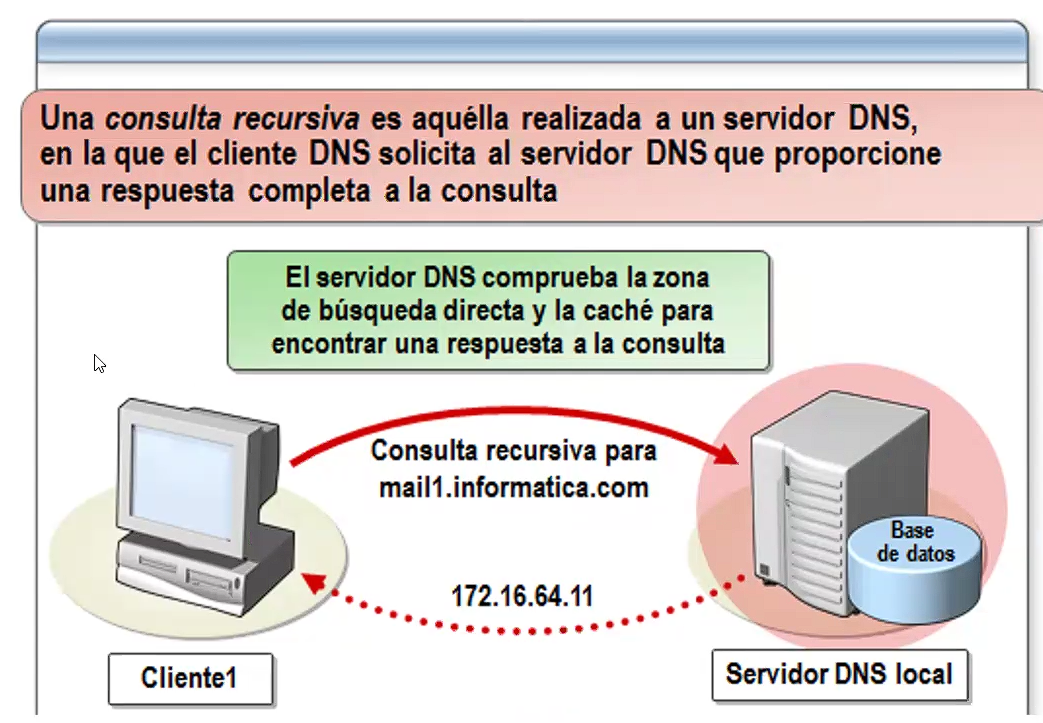 Una consulta recursiva es aquélla realizada a un servidor DNS,
en la que el cliente DNS solicita al servidor DNS que proporcione
una respuesta completa a la consulta
El servidor DNS comprueba la zona
de búsqueda directa y la caché para
encontrar una respuesta a la consulta
Consulta recursiva para
mail1.informatica.com
Base
de datos
172.16.64.11
Cliente1
Servidor DNS local